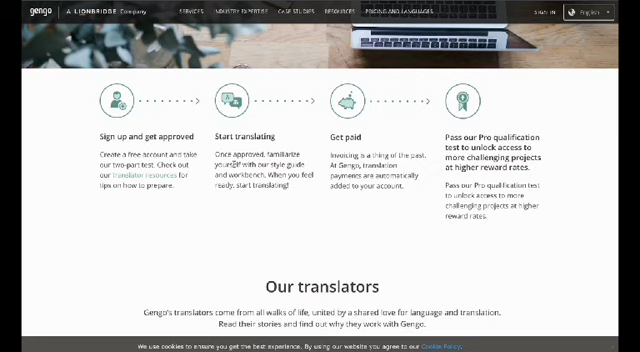 gengo A LIONBRIDGE Company SERVICES INDUSTRY EXPERTISE CASE STUDIES RESOURCES PRICING AND LANGUAGES SIGN IN English
Sign up and get approved
Create a free account and take
our two-part test. Check out
our translator resources for
tips on how to prepare.
Start translating
Once approved, familiarize
yourself with our style guide
and workbench. When you feel
ready, start translating!
Get paid
Invoicing is a thing of the past.
At Gengo, translation
payments are automatically
added to your account.
Pass our Pro qualification
test to unlock access to
more challenging projects
at higher reward rates.
Pass our Pro qualification test
to unlock access to more
challenging projects at higher
reward rates.
Our translators
Gengo's translators come from all walks of life, united by a shared love for language and translation.
Read their stories and find out why they work with Gengo.
We use cookies to ensure you get the best experience. By using our website you agree to our Cookie Policy.